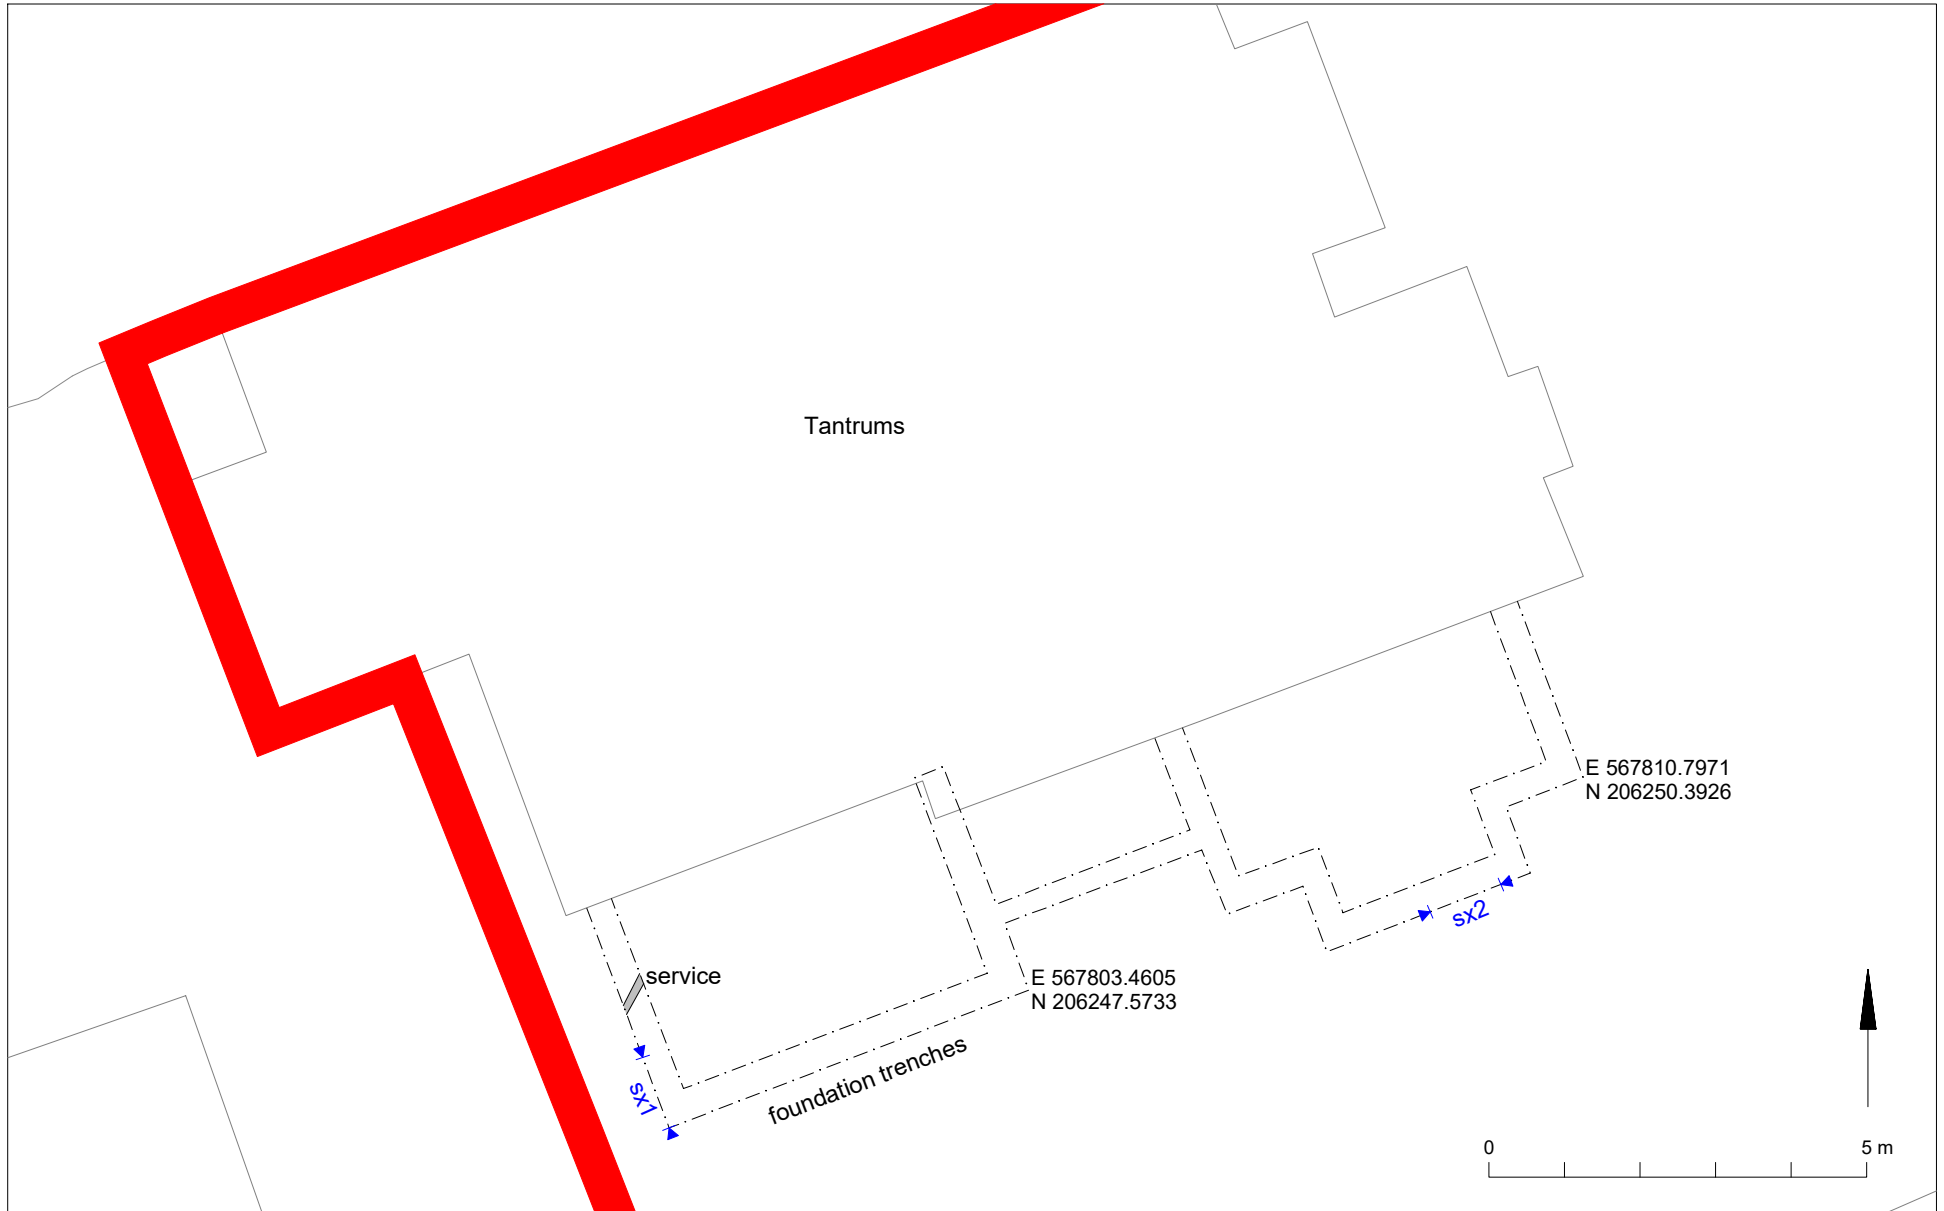 Tantrums
E 567810.7971
N 206250.3926
sx2
service
E 567803.4605
N 206247.5733
foundation trenches
sx1
0 5 m